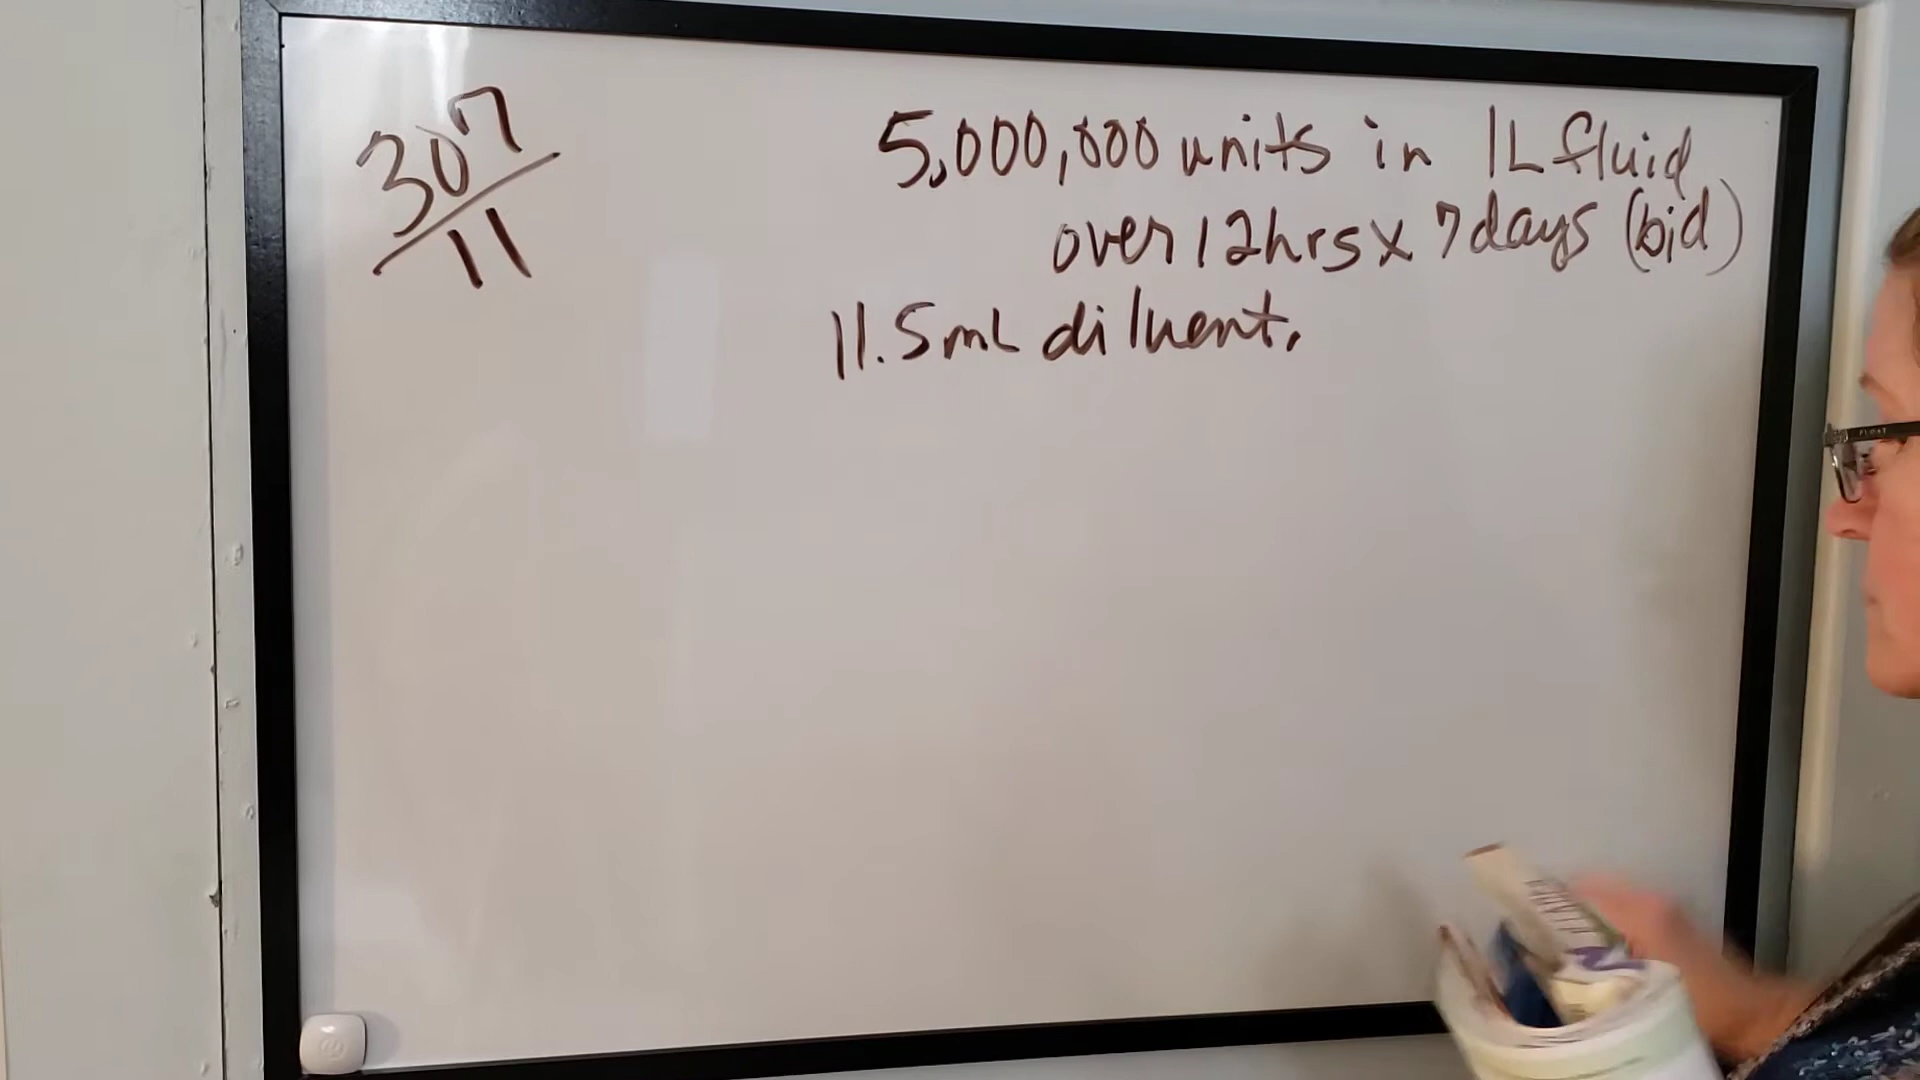 307
11
5,000,000 units in 1L fluid
over 12hrs x 7days (bid)
11.5mL diluent.